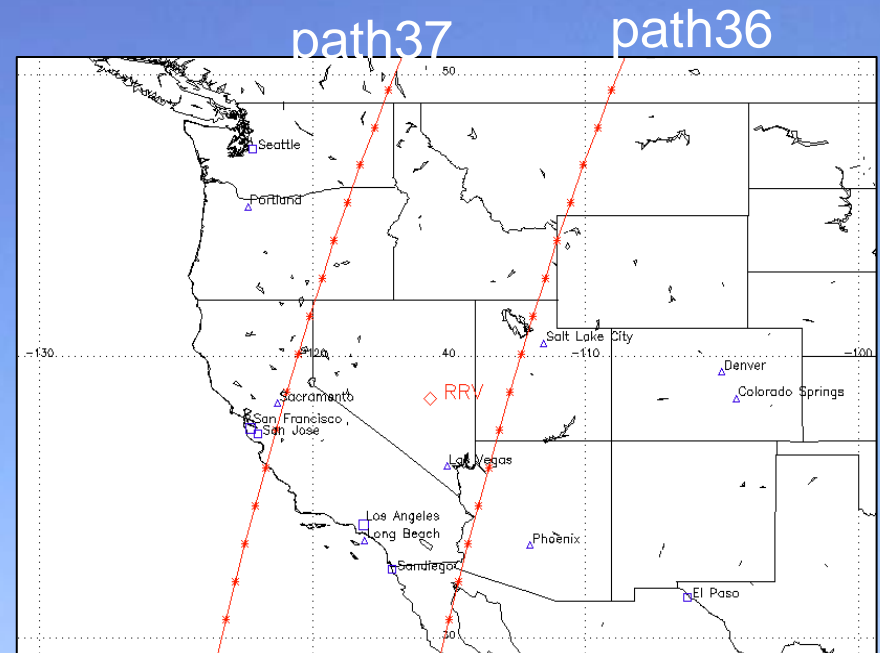 path37 path36
50
Seattle
Portland
-130 -120 40 -110 -100
Salt Lake City
Denver
RRV
Colorado Springs
Sacramento
San Francisco
San Jose
Las Vegas
Los Angeles
Long Beach
Phoenix
Sandiego
El Paso
30